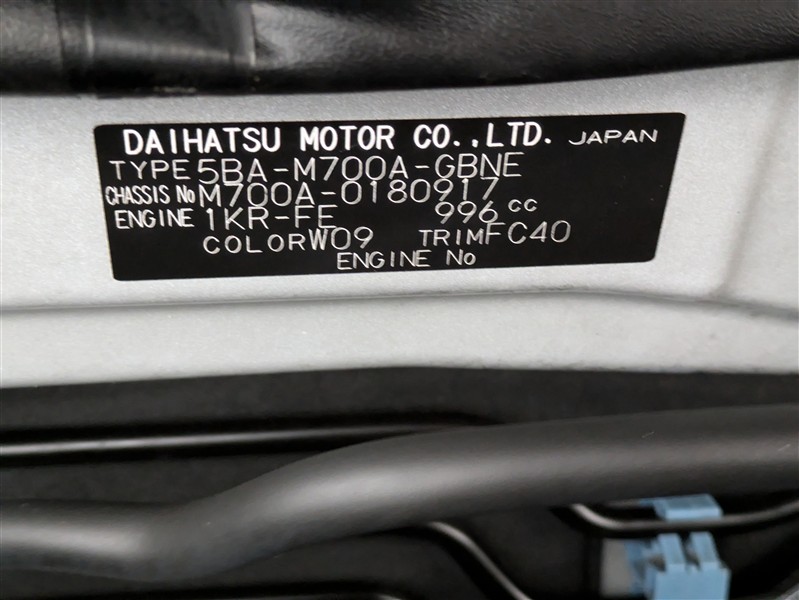 DAIHATSU MOTOR CO.,LTD. JAPAN
TYPE 5BA-M700A-GBNE
CHASSIS No M700A-0180917
ENGINE 1KR-FE 996 cc
COLOR W09 TRIM FC40
ENGINE No